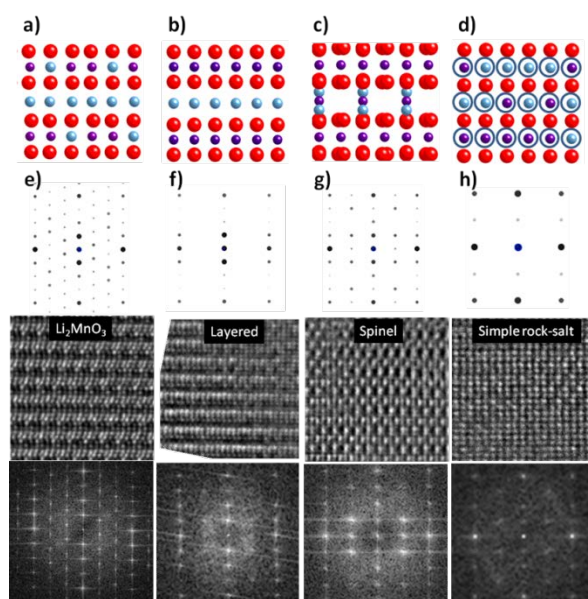 a) b) c) d)
e) f) g) h)
Li₂MnO₃ Layered Spinel Simple rock-salt